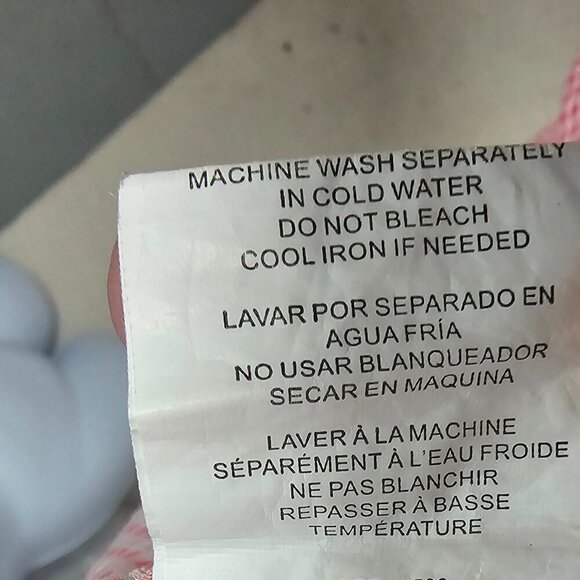 MACHINE WASH SEPARATELY
IN COLD WATER
DO NOT BLEACH
COOL IRON IF NEEDED
LAVAR POR SEPARADO EN
AGUA FRÍA
NO USAR BLANQUEADOR
SECAR EN MAQUINA
LAVER À LA MACHINE
SÉPARÉMENT À L'EAU FROIDE
NE PAS BLANCHIR
REPASSER À BASSE
TEMPÉRATURE